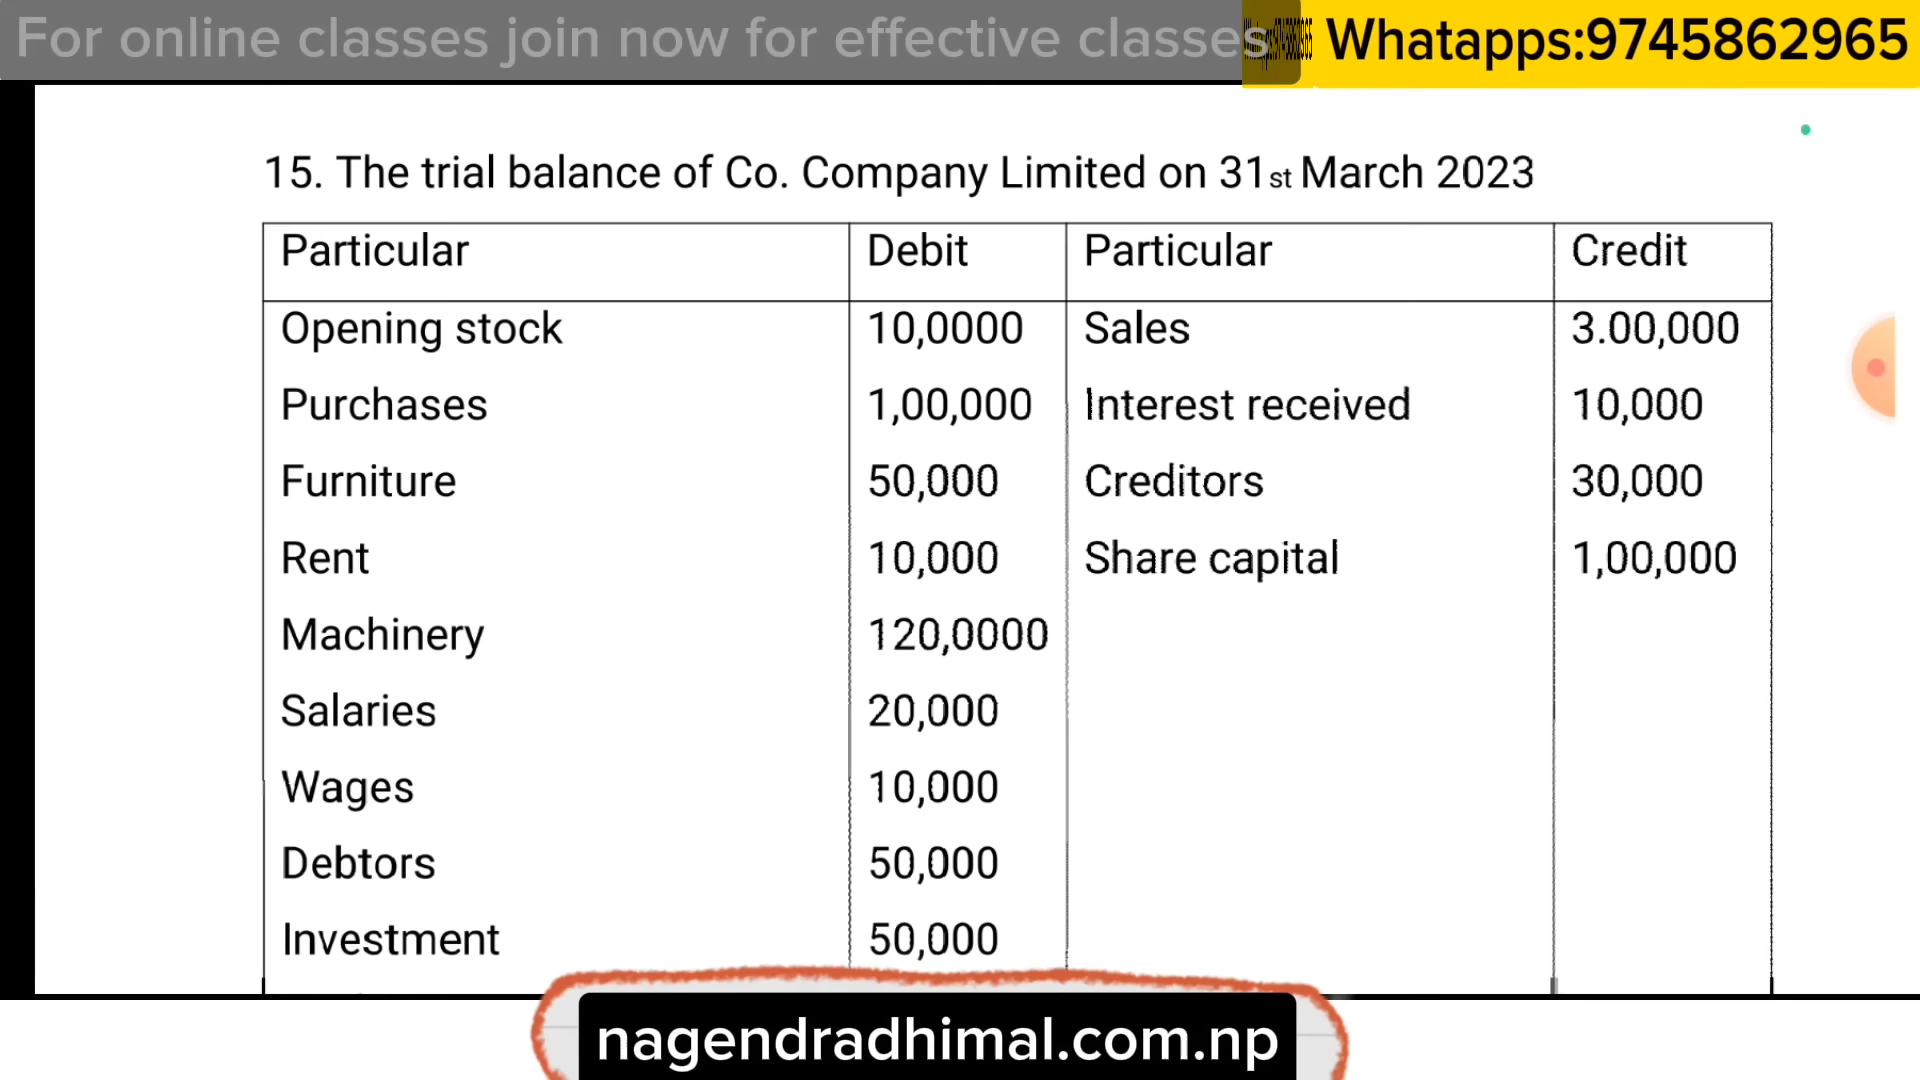 For online classes join now for effective classes Whatapps:9745862965
15. The trial balance of Co. Company Limited on 31st March 2023
Particular Debit Particular Credit
Opening stock 10,0000 Sales 3.00,000
Purchases 1,00,000 Interest received 10,000
Furniture 50,000 Creditors 30,000
Rent 10,000 Share capital 1,00,000
Machinery 120,0000
Salaries 20,000
Wages 10,000
Debtors 50,000
Investment 50,000
nagendradhimal.com.np